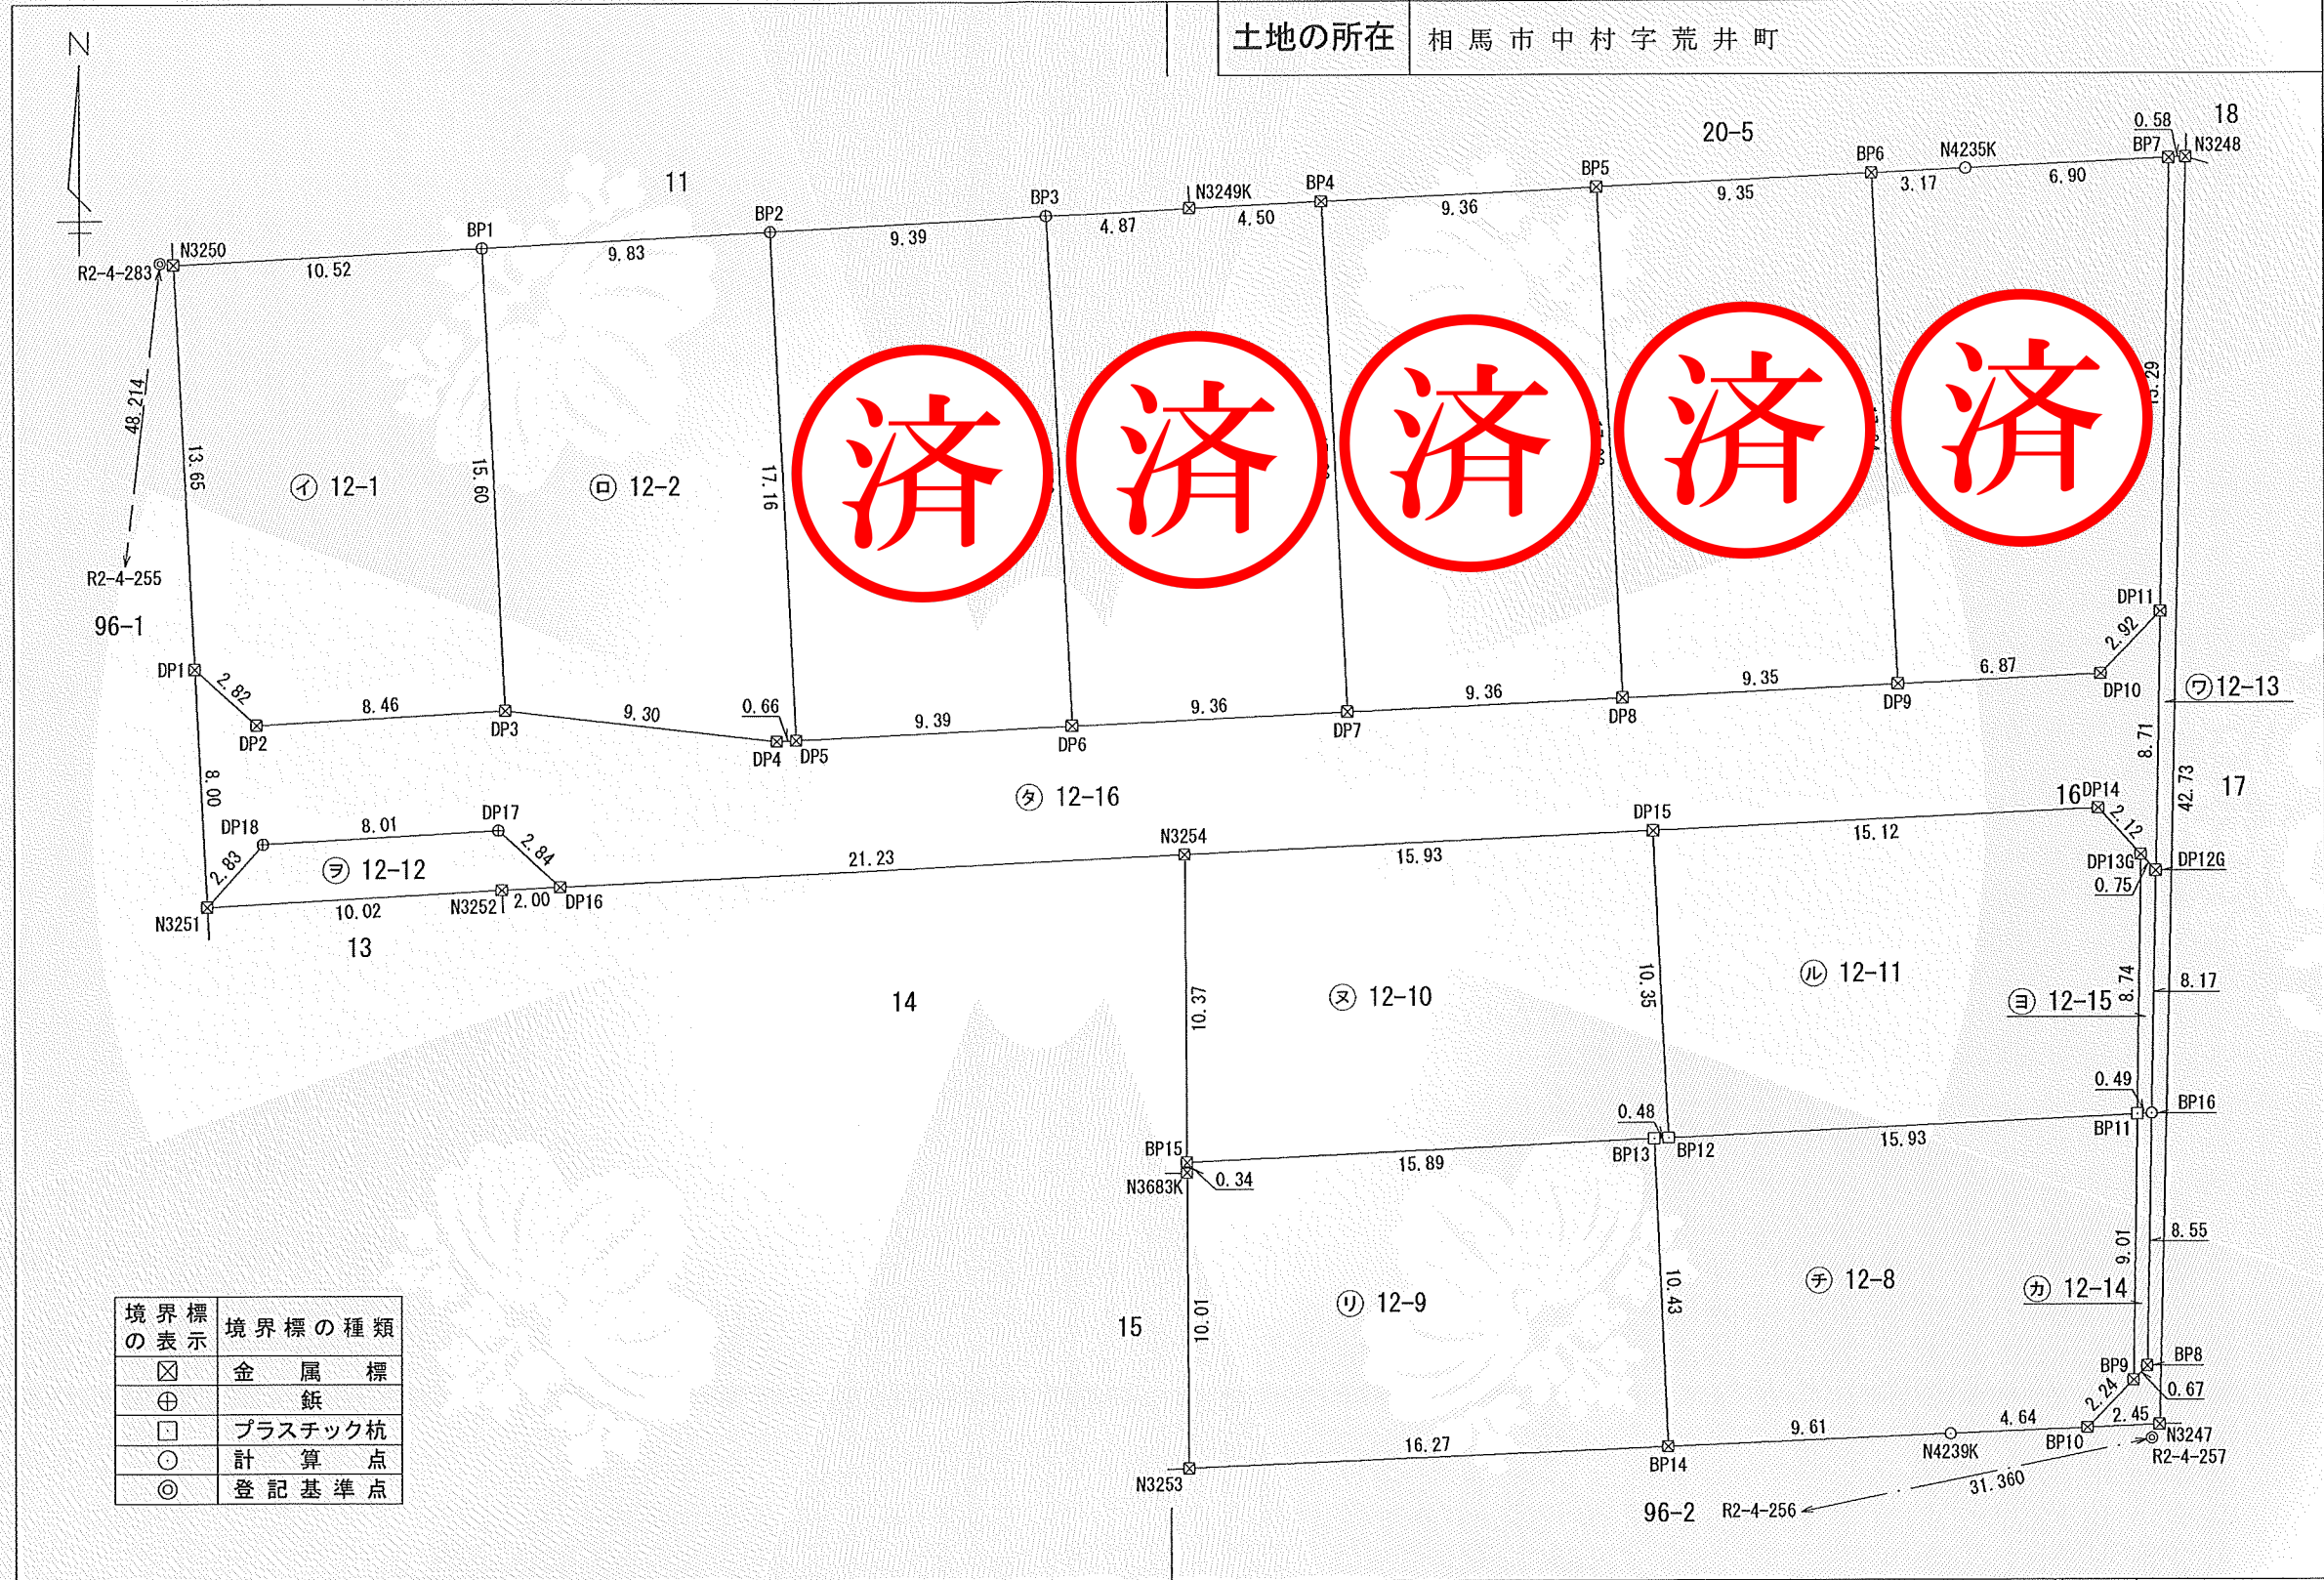 土地の所在 相馬市中村字荒井町
N
18
0.58
20-5
BP7 N3248
BP6 N4235K
11
BP5
3.17 6.90
BP4
N3249K
9.35
BP3
9.36
BP2
4.87 4.50
BP1
9.39
9.83
N3250
R2-4-283
10.52
済 済 済 済 済
48.214
13.65
15.60
17.16
㋑ 12-1
㋺ 12-2
R2-4-255
96-1
DP11
2.92
DP1
2.82
6.87
DP10
㋻12-13
8.46
9.30
0.66
9.39
9.36
9.36
9.35
DP9
DP8
DP7
DP6
DP2
DP3
DP4 DP5
8.71
42.73
17
8.00
㋟ 12-16
16
DP14
2.12
DP18
8.01
DP17
2.84
2.83
㋾ 12-12
N3254
DP15
15.12
21.23
15.93
DP13G
DP12G
0.75
N3251
10.02
N3252
2.00
DP16
13
14
10.37
㋦ 12-10
10.35
㋸ 12-11
㋵ 12-15
8.74
8.17
0.49
BP16
BP11
0.48
BP13
BP12
15.93
BP15
15.89
0.34
N3683K
9.01
8.55
10.01
㋷ 12-9
10.43
㋠ 12-8
㋕ 12-14
15
BP9
BP8
0.67
2.24
2.45
4.64
9.61
16.27
N3253
BP14
N4239K
BP10
N3247
R2-4-257
31.360
96-2
R2-4-256
境界標の表示 境界標の種類
金属標
鋲
プラスチック杭
計算点
登記基準点